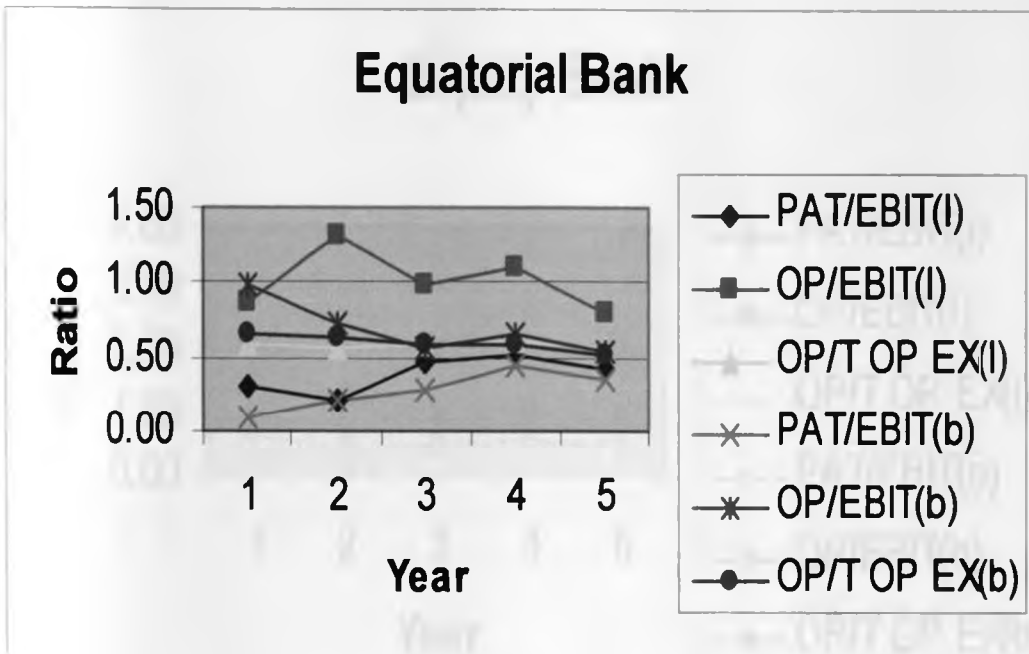 Equatorial Bank
1.50
1.00
0.50
0.00
Ratio
1 2 3 4 5
Year
PAT/EBIT(I)
OP/EBIT(I)
OP/T OP EX(I)
PAT/EBIT(b)
OP/EBIT(b)
OP/T OP EX(b)